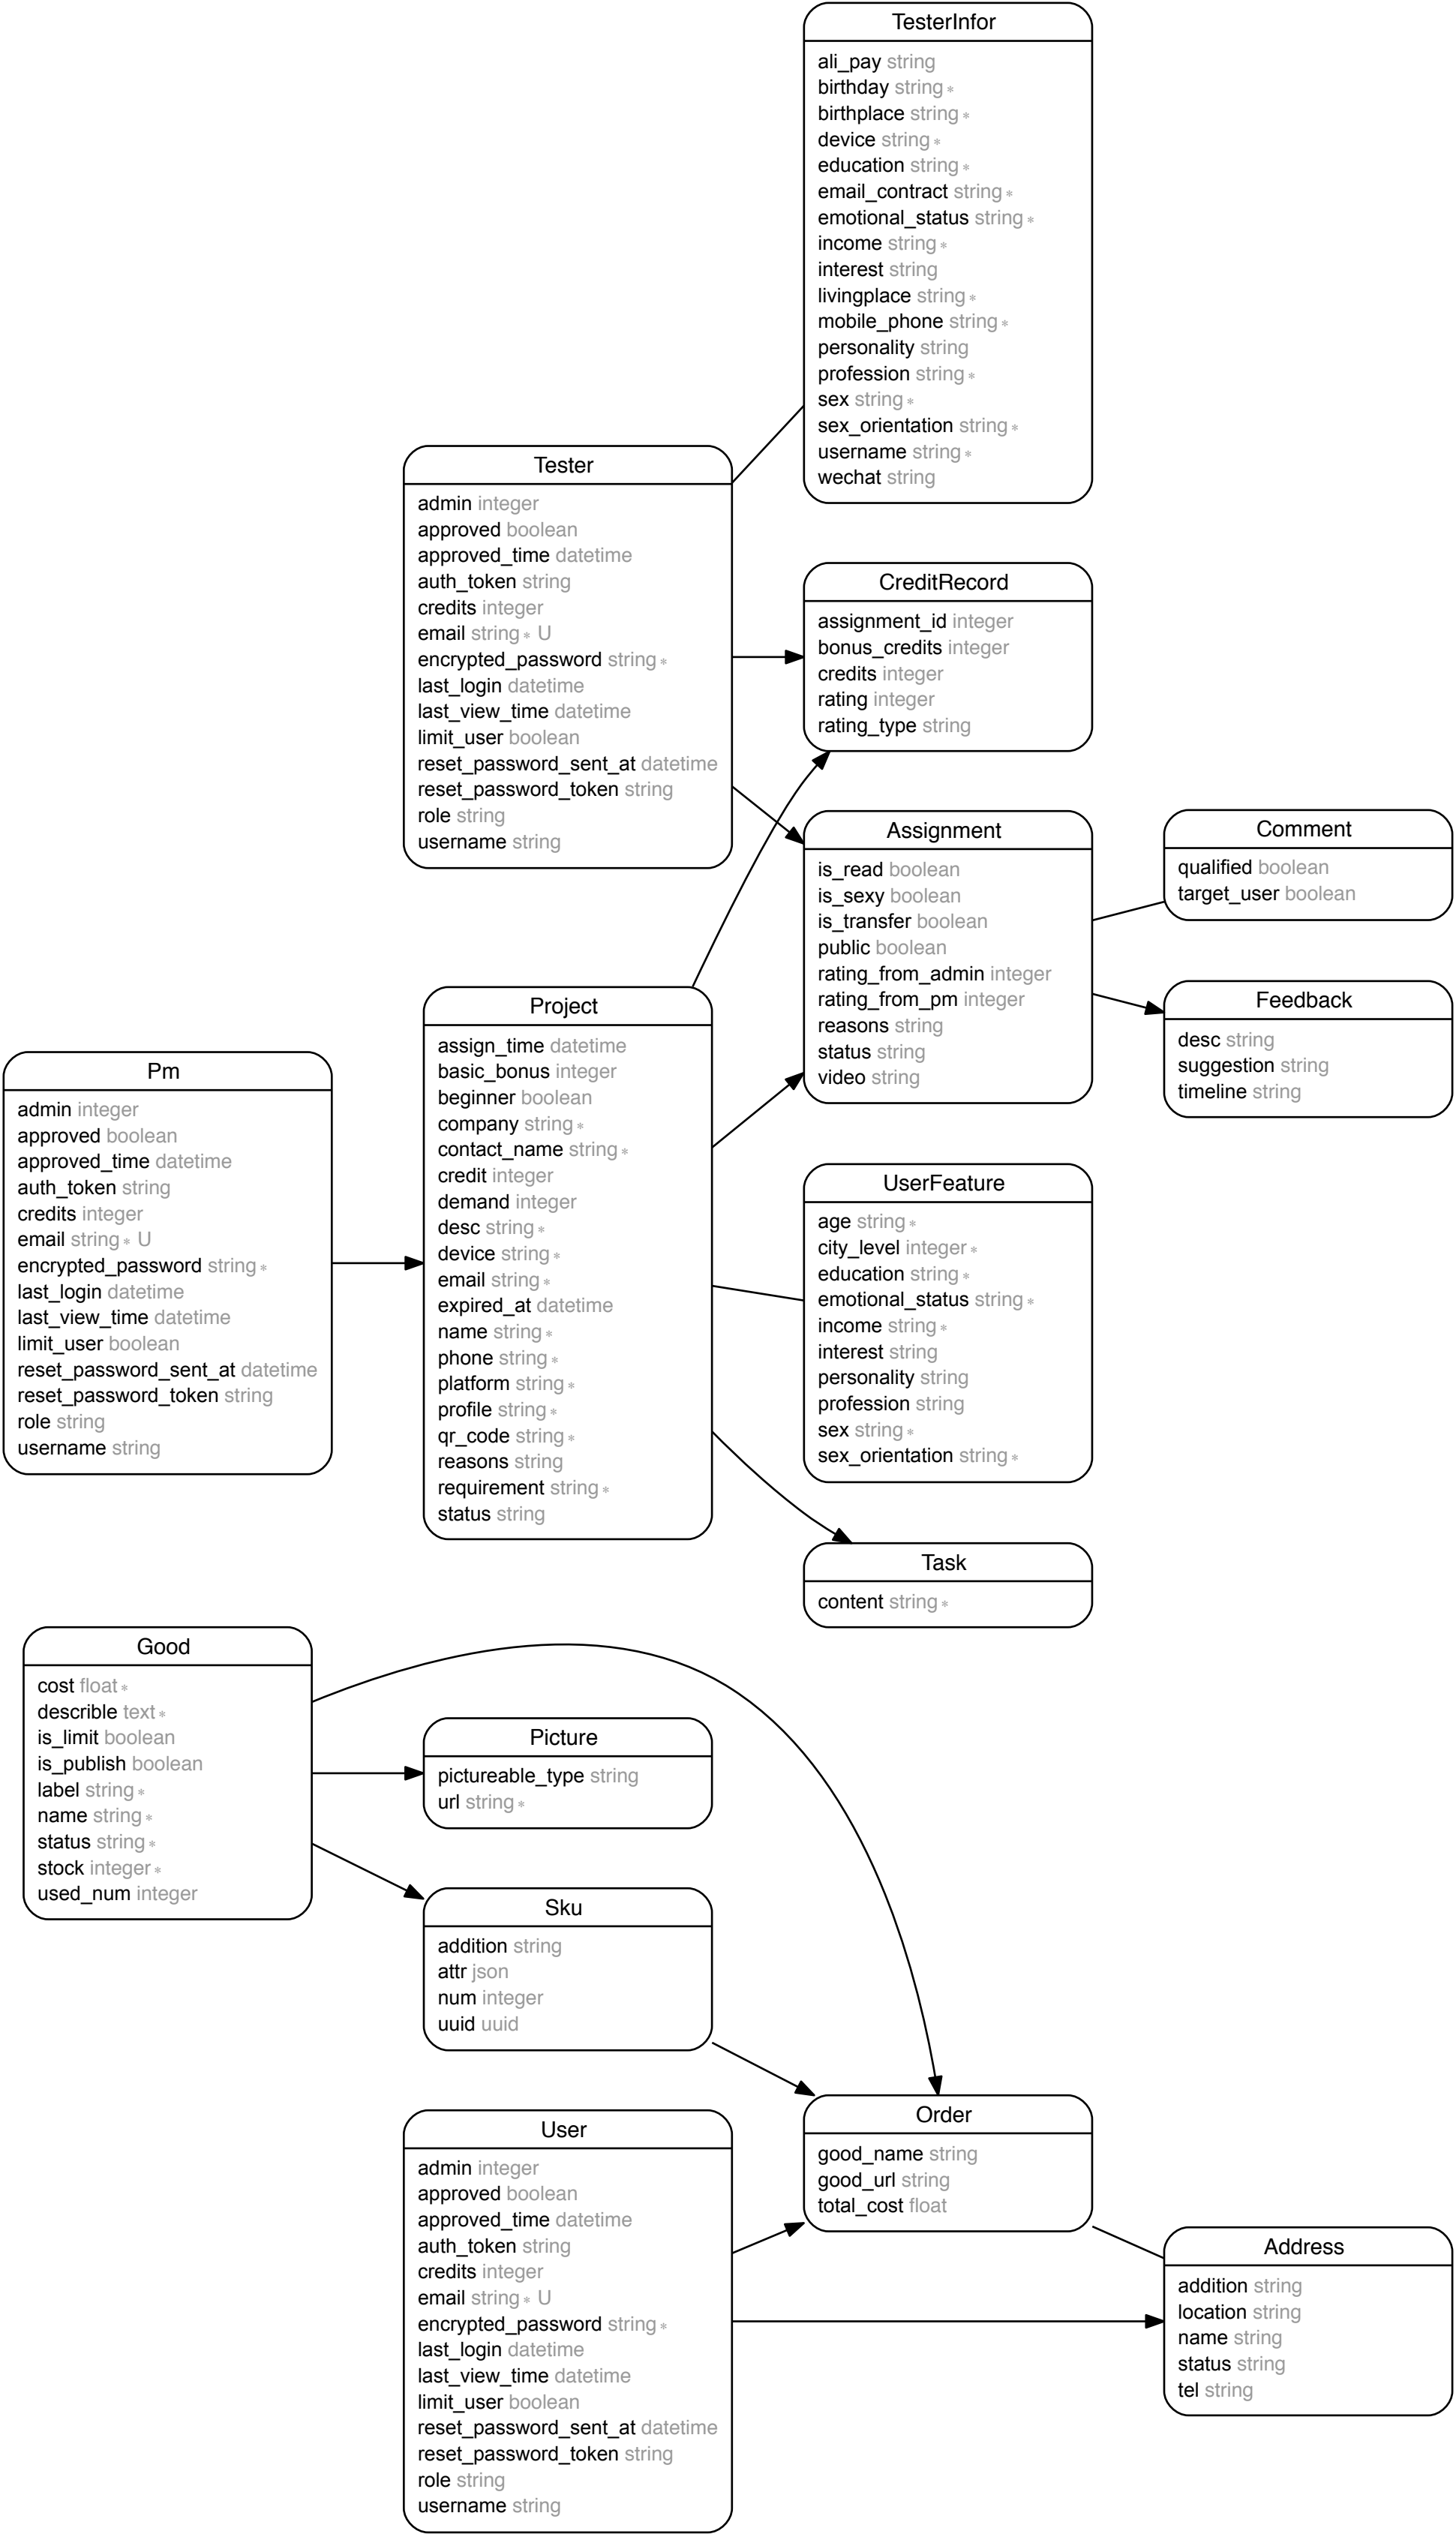 TesterInfor
ali_pay string
birthday string *
birthplace string *
device string *
education string *
email_contract string *
emotional_status string *
income string *
interest string
livingplace string *
mobile_phone string *
personality string
profession string *
sex string *
sex_orientation string *
username string *
wechat string
Tester
admin integer
approved boolean
approved_time datetime
auth_token string
credits integer
email string * U
encrypted_password string *
last_login datetime
last_view_time datetime
limit_user boolean
reset_password_sent_at datetime
reset_password_token string
role string
username string
CreditRecord
assignment_id integer
bonus_credits integer
credits integer
rating integer
rating_type string
Assignment
is_read boolean
is_sexy boolean
is_transfer boolean
public boolean
rating_from_admin integer
rating_from_pm integer
reasons string
status string
video string
Comment
qualified boolean
target_user boolean
Feedback
desc string
suggestion string
timeline string
Project
assign_time datetime
basic_bonus integer
beginner boolean
company string *
contact_name string *
credit integer
demand integer
desc string *
device string *
email string *
expired_at datetime
name string *
phone string *
platform string *
profile string *
qr_code string *
reasons string
requirement string *
status string
Pm
admin integer
approved boolean
approved_time datetime
auth_token string
credits integer
email string * U
encrypted_password string *
last_login datetime
last_view_time datetime
limit_user boolean
reset_password_sent_at datetime
reset_password_token string
role string
username string
UserFeature
age string *
city_level integer *
education string *
emotional_status string *
income string *
interest string
personality string
profession string
sex string *
sex_orientation string *
Task
content string *
Good
cost float *
describle text *
is_limit boolean
is_publish boolean
label string *
name string *
status string *
stock integer *
used_num integer
Picture
pictureable_type string
url string *
Sku
addition string
attr json
num integer
uuid uuid
Order
good_name string
good_url string
total_cost float
User
admin integer
approved boolean
approved_time datetime
auth_token string
credits integer
email string * U
encrypted_password string *
last_login datetime
last_view_time datetime
limit_user boolean
reset_password_sent_at datetime
reset_password_token string
role string
username string
Address
addition string
location string
name string
status string
tel string